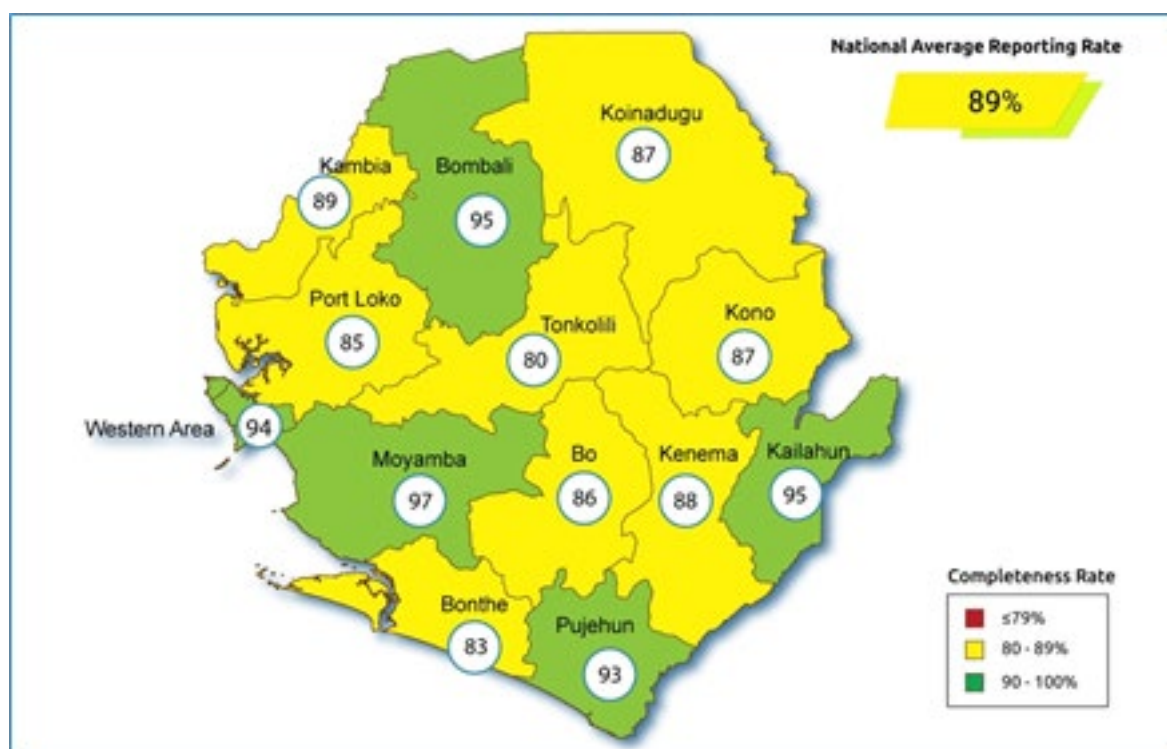 National Average Reporting Rate
89%
Koinadugu
87
Kambia
89
Bombali
95
Port Loko
85
Tonkolili
80
Kono
87
Western Area
94
Moyamba
97
Bo
86
Kenema
88
Kailahun
95
Bonthe
83
Pujehun
93
Completeness Rate
≤79%
80 - 89%
90 - 100%